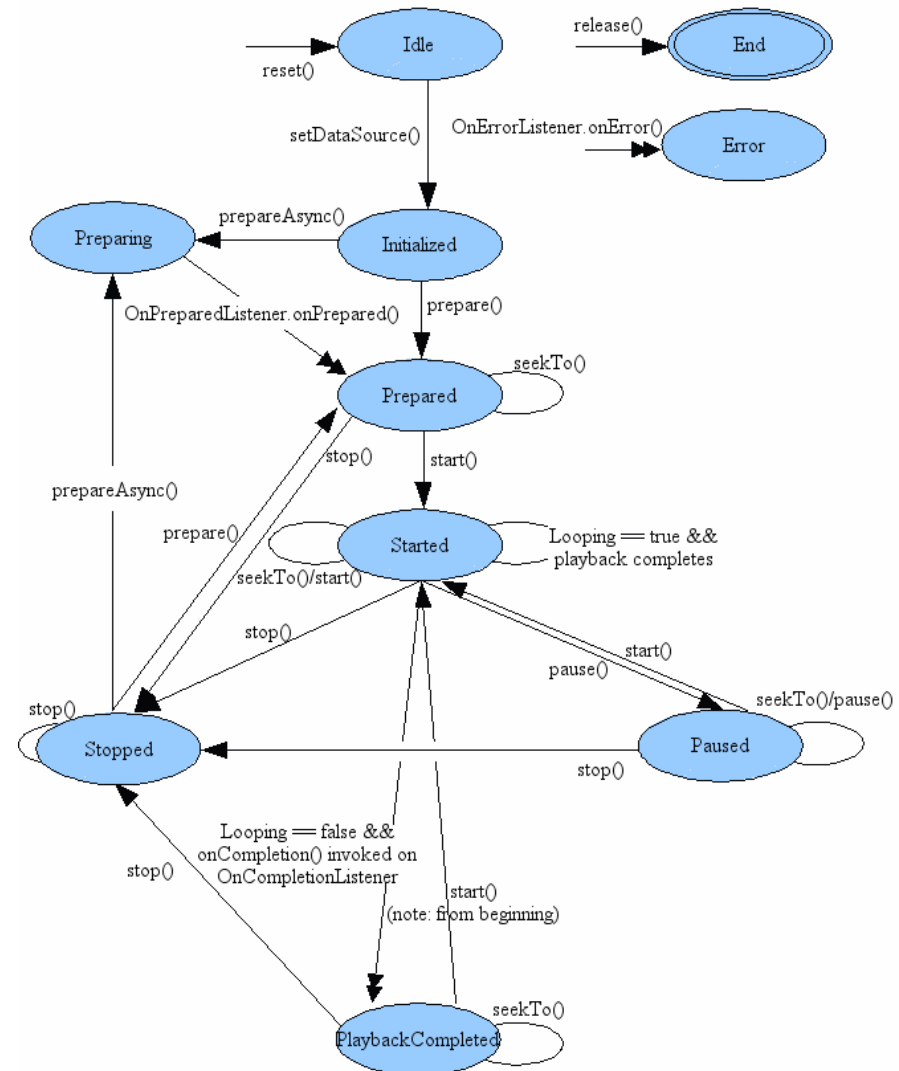 Idle
release()
End
reset()
setDataSource()
OnErrorListener.onError()
Error
prepareAsync()
Preparing
Initialized
OnPreparedListener.onPrepared()
prepare()
seekTo()
Prepared
stop()
start()
prepareAsync()
prepare()
Started
Looping == true &&
playback completes
seekTo()/start()
stop()
start()
pause()
stop()
seekTo()/pause()
Stopped
Paused
stop()
Looping == false &&
onCompletion() invoked on
OnCompletionListener
stop()
start()
(note: from beginning)
seekTo()
PlaybackCompleted